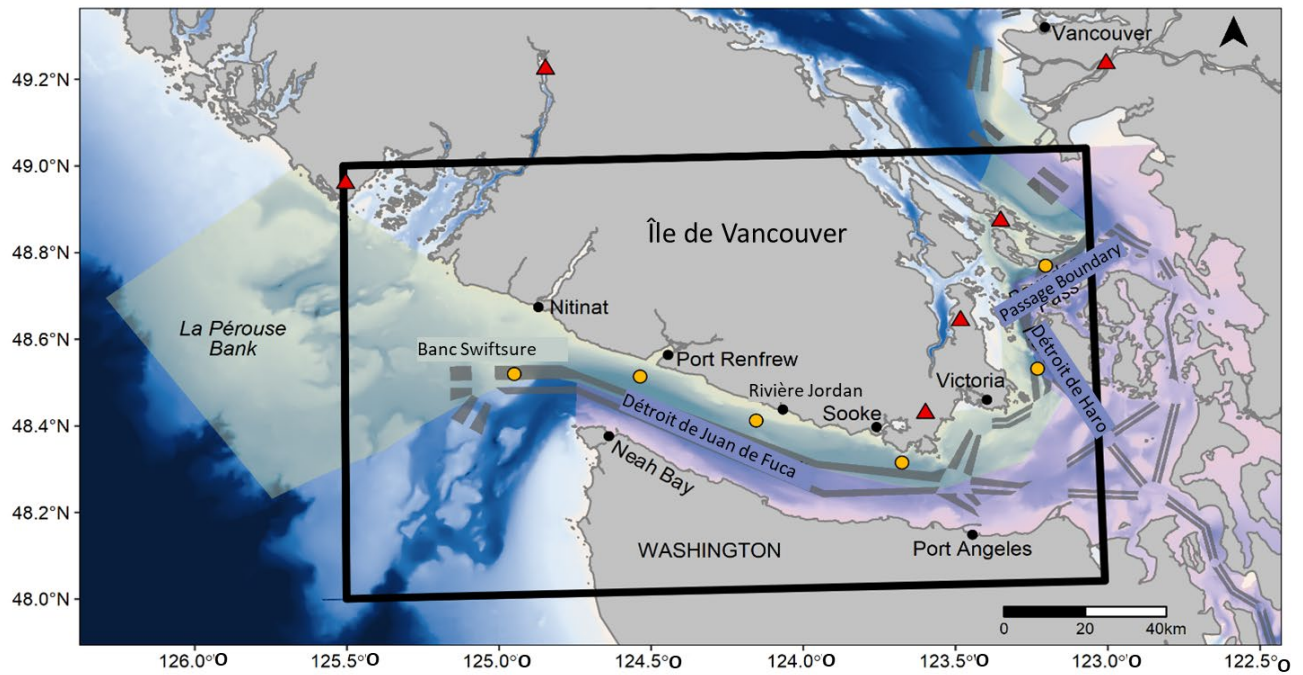 Vancouver
49.2°N
49.0°N
48.8°N
48.6°N
48.4°N
48.2°N
48.0°N
Île de Vancouver
Passage Boundary
Pass
La Pérouse
Bank
Nitinat
Banc Swiftsure
Port Renfrew
Rivière Jordan
Sooke
Victoria
Détroit de Haro
Détroit de Juan de Fuca
Neah Bay
WASHINGTON
Port Angeles
0 20 40km
126.0°O 125.5°O 125.0°O 124.5°O 124.0°O 123.5°O 123.0°O 122.5°O